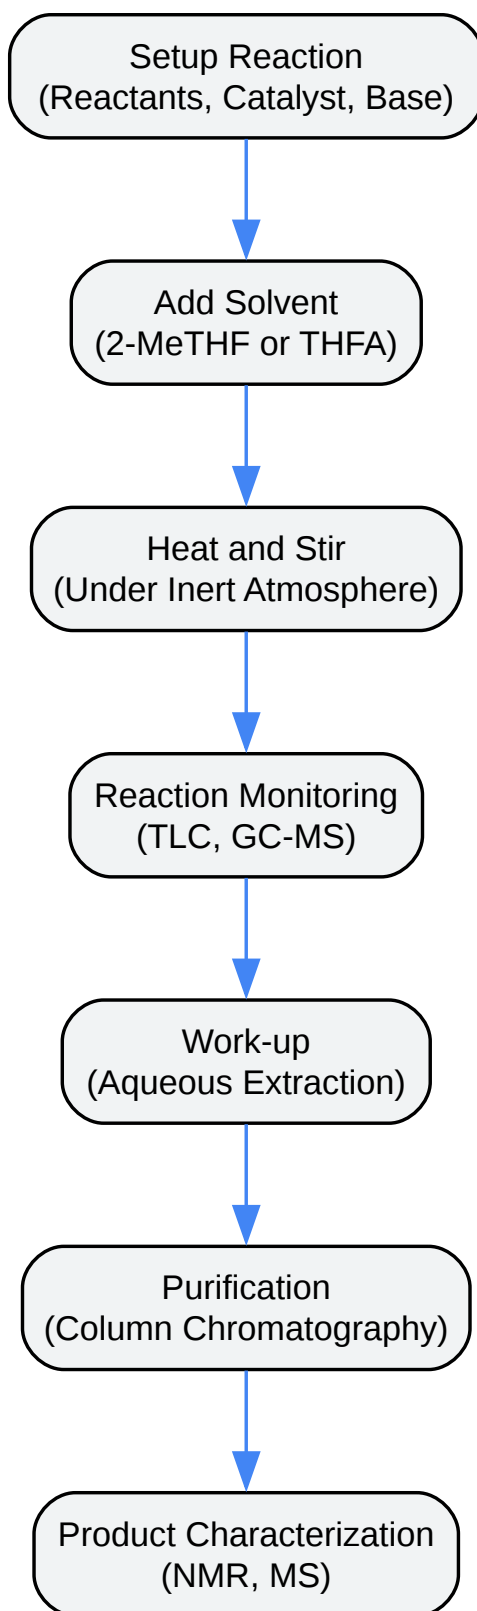 Setup Reaction
(Reactants, Catalyst, Base)
Add Solvent
(2-MeTHF or THFA)
Heat and Stir
(Under Inert Atmosphere)
Reaction Monitoring
(TLC, GC-MS)
Work-up
(Aqueous Extraction)
Purification
(Column Chromatography)
Product Characterization
(NMR, MS)